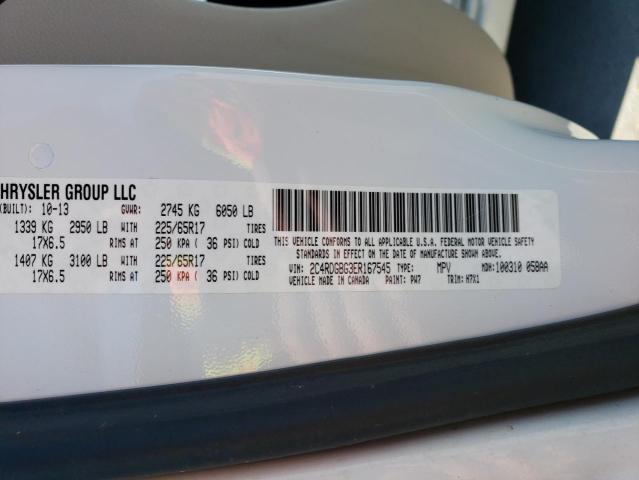 HRYSLER GROUP LLC
(BUILT): 10-13 GVWR: 2745 KG 6050 LB
1339 KG 2950 LB WITH 225/65R17 TIRES
17X6.5 RIMS AT 250 KPA ( 36 PSI) COLD
1407 KG 3100 LB WITH 225/65R17 TIRES
17X6.5 RIMS AT 250 KPA ( 36 PSI) COLD
THIS VEHICLE CONFORMS TO ALL APPLICABLE U.S.A. FEDERAL MOTOR VEHICLE SAFETY
STANDARDS IN EFFECT ON THE DATE OF MANUFACTURE SHOWN ABOVE.
VIN: 2C4RDGBG3ER167545 TYPE: MPV MDH:100310 05BAA
VEHICLE MADE IN CANADA PAINT: PW7 TRIM: H7X1